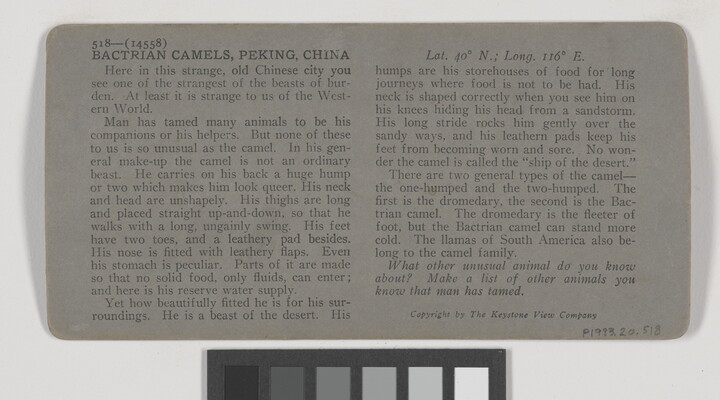 518—(14558)
BACTRIAN CAMELS, PEKING, CHINA
Here in this strange, old Chinese city you
see one of the strangest of the beasts of bur-
den. At least it is strange to us of the West-
ern World.
Man has tamed many animals to be his
companions or his helpers. But none of these
to us is so unusual as the camel. In his gen-
eral make-up the camel is not an ordinary
beast. He carries on his back a huge hump
or two which makes him look queer. His neck
and head are unshapely. His thighs are long
and placed straight up-and-down, so that he
walks with a long, ungainly swing. His feet
have two toes, and a leathery pad besides.
His nose is fitted with leathery flaps. Even
his stomach is peculiar. Parts of it are made
so that no solid food, only fluids, can enter;
and here is his reserve water supply.
Yet how beautifully fitted he is for his sur-
roundings. He is a beast of the desert. His
Lat. 40° N.; Long. 116° E.
humps are his storehouses of food for long
journeys where food is not to be had. His
neck is shaped correctly when you see him on
his knees hiding his head from a sandstorm.
His long stride rocks him gently over the
sandy ways, and his leathern pads keep his
feet from becoming worn and sore. No won-
der the camel is called the "ship of the desert."
There are two general types of the camel—
the one-humped and the two-humped. The
first is the dromedary, the second is the Bac-
trian camel. The dromedary is the fleeter of
foot, but the Bactrian camel can stand more
cold. The llamas of South America also be-
long to the camel family.
What other unusual animal do you know
about? Make a list of other animals you
know that man has tamed.
Copyright by The Keystone View Company
P1993.20.518